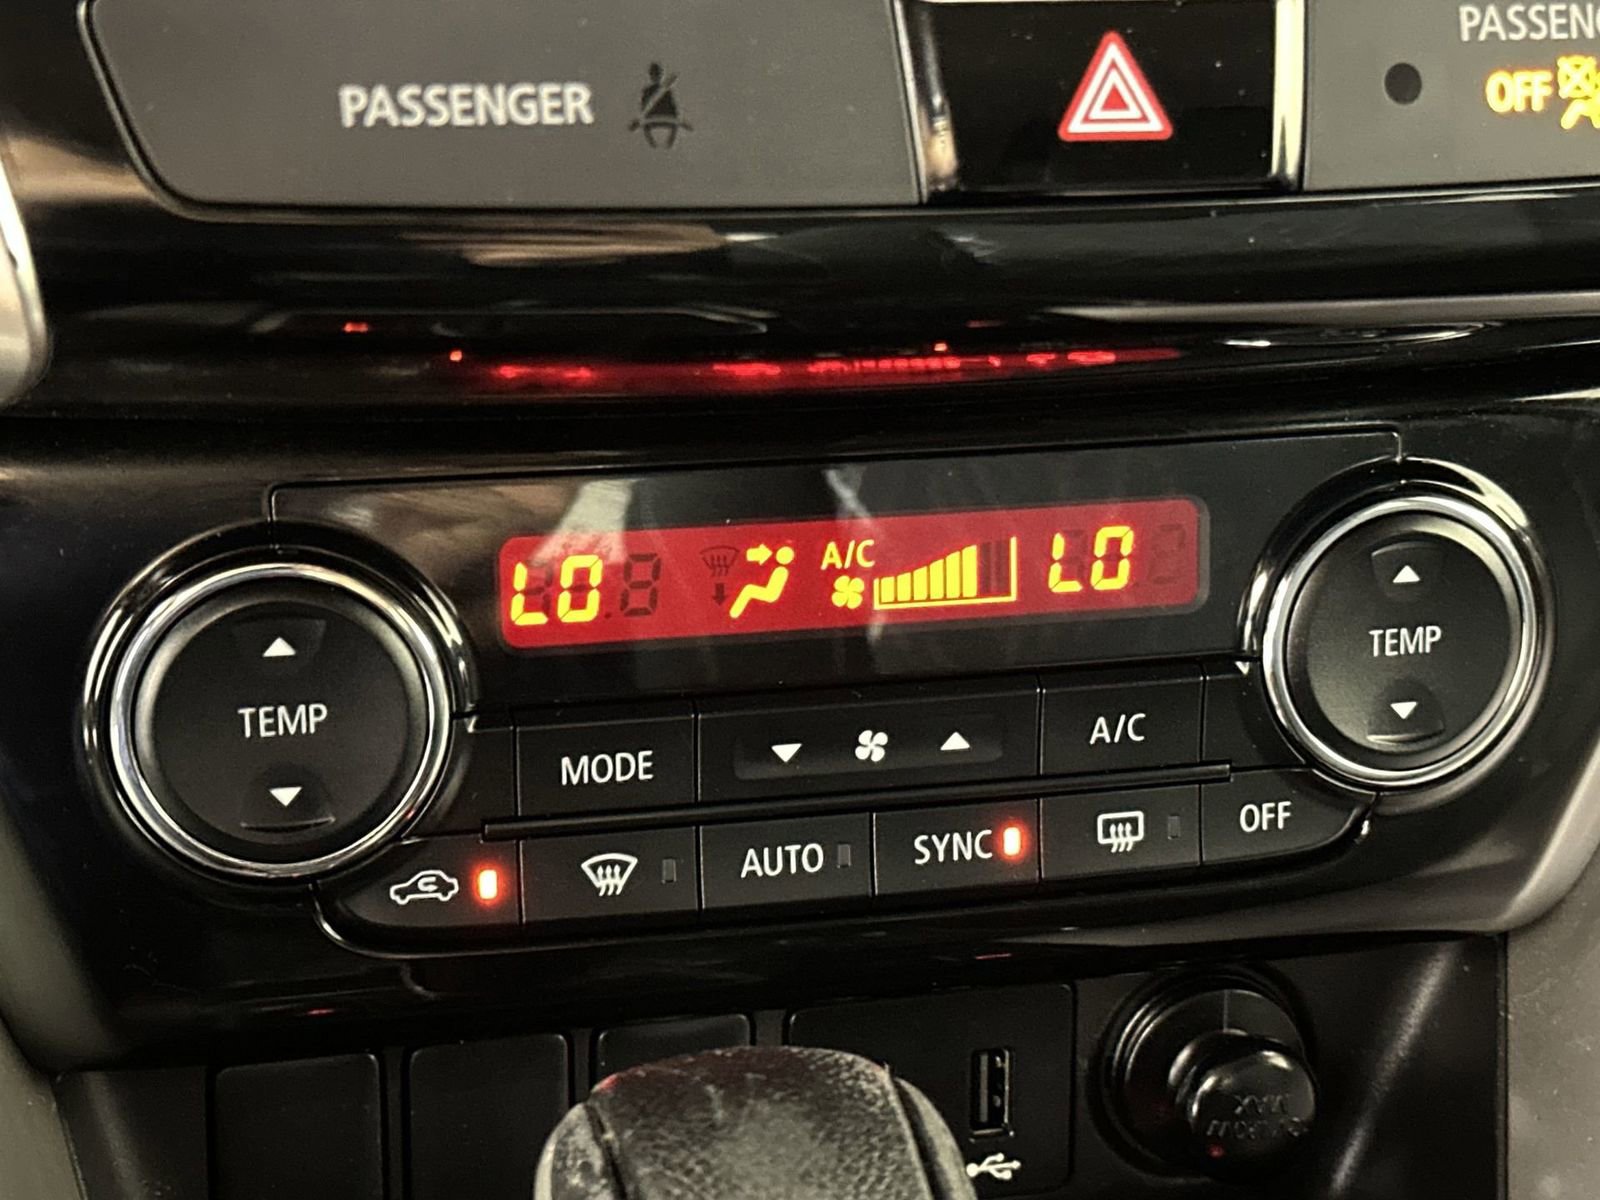 PASSENGER
PASSENG
OFF
LO A/C LO
TEMP
TEMP
MODE
A/C
AUTO
SYNC
OFF